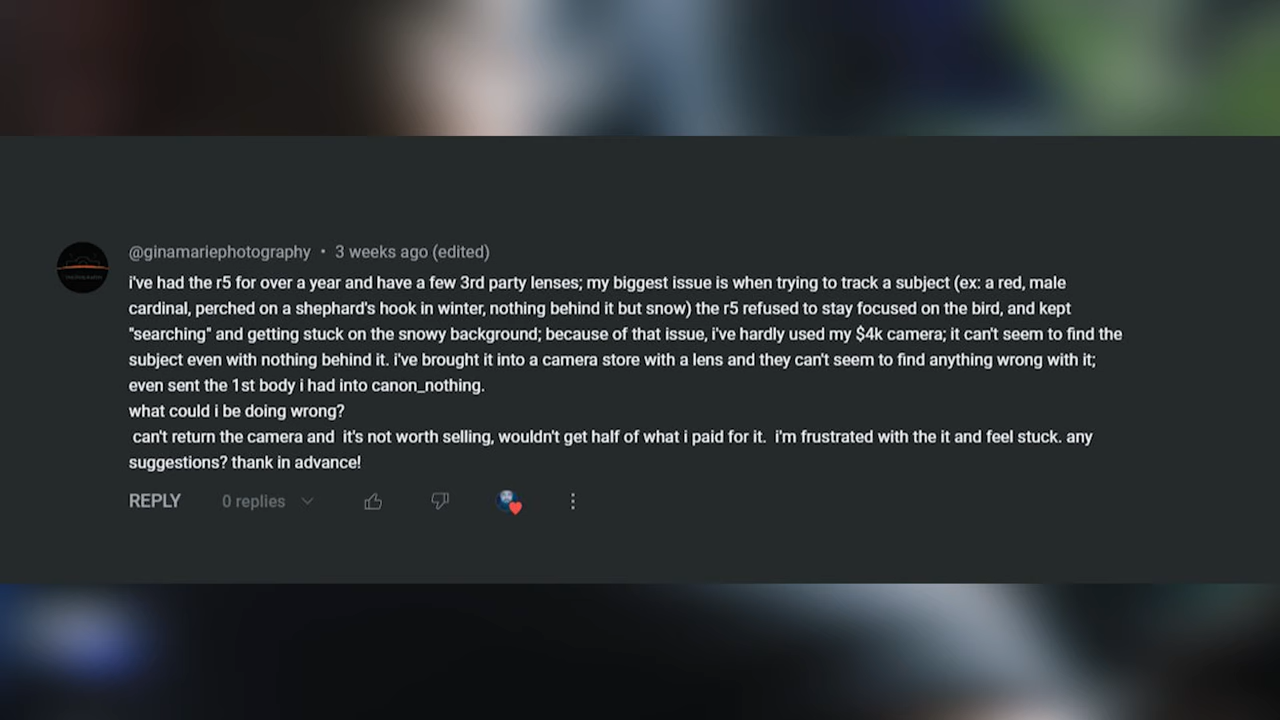 @ginamariephotography • 3 weeks ago (edited)
i've had the r5 for over a year and have a few 3rd party lenses; my biggest issue is when trying to track a subject (ex: a red, male
cardinal, perched on a shephard's hook in winter, nothing behind it but snow) the r5 refused to stay focused on the bird, and kept
"searching" and getting stuck on the snowy background; because of that issue, i've hardly used my $4k camera; it can't seem to find the
subject even with nothing behind it. i've brought it into a camera store with a lens and they can't seem to find anything wrong with it;
even sent the 1st body i had into canon_nothing.
what could i be doing wrong?
can't return the camera and it's not worth selling, wouldn't get half of what i paid for it. i'm frustrated with the it and feel stuck. any
suggestions? thank in advance!
REPLY 0 replies